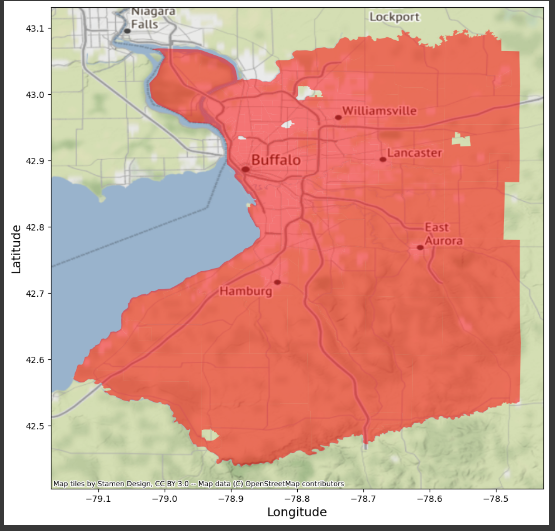 Niagara
Falls
Lockport
Williamsville
Buffalo
Lancaster
East
Aurora
Hamburg
Map tiles by Stamen Design, CC BY 3.0 -- Map data (C) OpenStreetMap contributors
43.1
43.0
42.9
42.8
42.7
42.6
42.5
Latitude
−79.1
−79.0
−78.9
−78.8
−78.7
−78.6
−78.5
Longitude